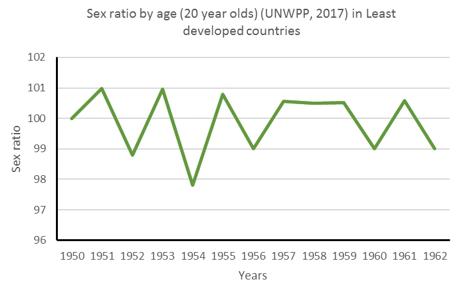 Sex ratio by age (20 year olds) (UNWPP, 2017) in Least
developed countries
102
101
100
99
98
97
96
Sex ratio
1950 1951 1952 1953 1954 1955 1956 1957 1958 1959 1960 1961 1962
Years